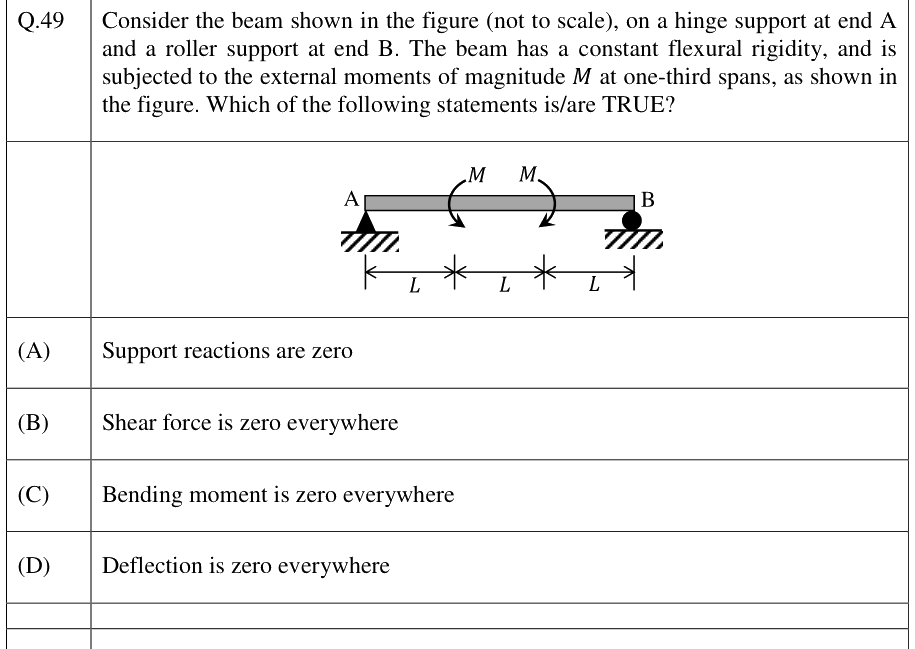 Q.49
Consider the beam shown in the figure (not to scale), on a hinge support at end A
and a roller support at end B. The beam has a constant flexural rigidity, and is
subjected to the external moments of magnitude M at one-third spans, as shown in
the figure. Which of the following statements is/are TRUE?
M M
A B
L L L
(A) Support reactions are zero
(B) Shear force is zero everywhere
(C) Bending moment is zero everywhere
(D) Deflection is zero everywhere